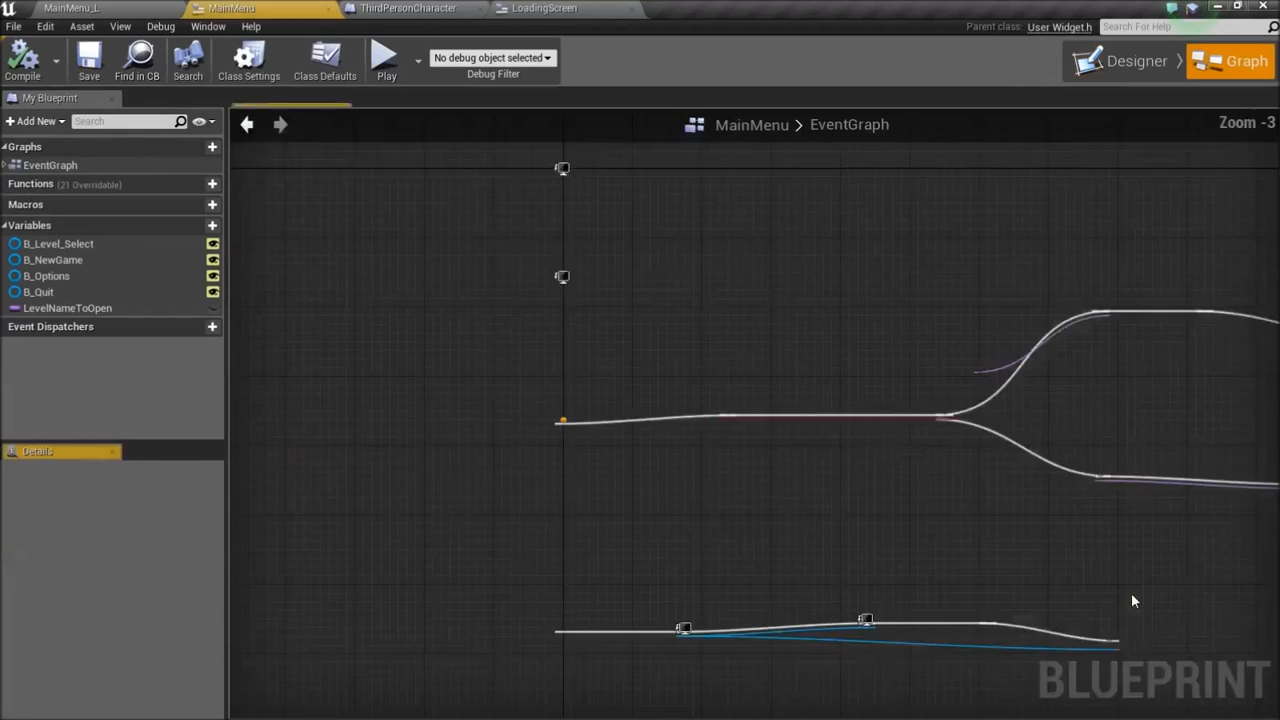 MainMenu_L
MainMenu
ThirdPersonCharacter
LoadingScreen
File
Edit
Asset
View
Debug
Window
Help
Parent class: User Widget.h
Search For Help
Compile
Save
Find in CB
Search
Class Settings
Class Defaults
Play
No debug object selected
Debug Filter
Designer
Graph
My Blueprint
Add New
Search
MainMenu > EventGraph
Zoom -3
Graphs
EventGraph
Functions (21 Overridable)
Macros
Variables
B_Level_Select
B_NewGame
B_Options
B_Quit
LevelNameToOpen
Event Dispatchers
Details
BLUEPRINT